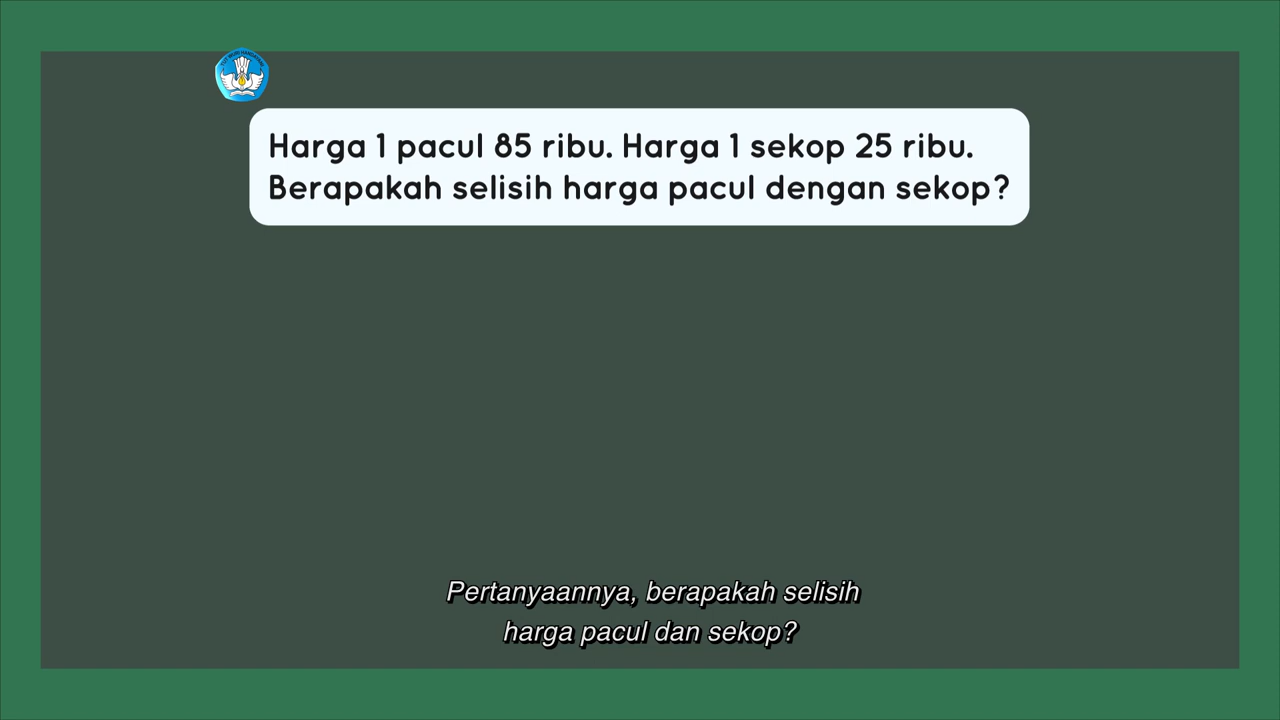 Harga 1 pacul 85 ribu. Harga 1 sekop 25 ribu.
Berapakah selisih harga pacul dengan sekop?
Pertanyaannya, berapakah selisih
harga pacul dan sekop?